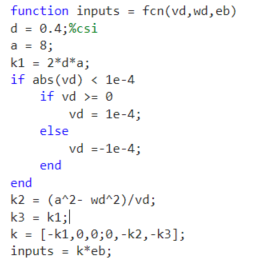 function inputs = fcn(vd,wd,eb)
d = 0.4;%csi
a = 8;
k1 = 2*d*a;
if abs(vd) < 1e-4
if vd >= 0
vd = 1e-4;
else
vd =-1e-4;
end
end
k2 = (a^2- wd^2)/vd;
k3 = k1;
k = [-k1,0,0;0,-k2,-k3];
inputs = k*eb;